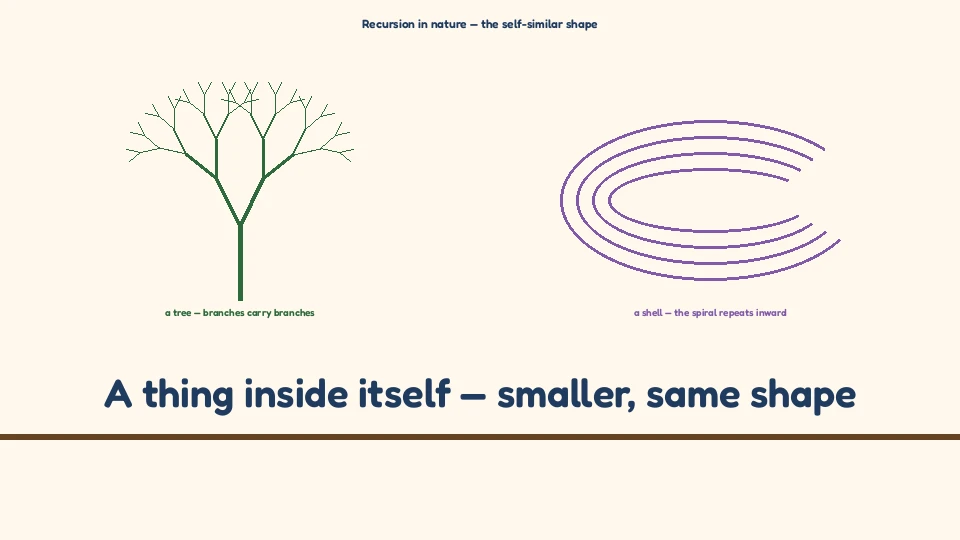 Recursion in nature — the self-similar shape
a tree — branches carry branches
a shell — the spiral repeats inward
A thing inside itself — smaller, same shape